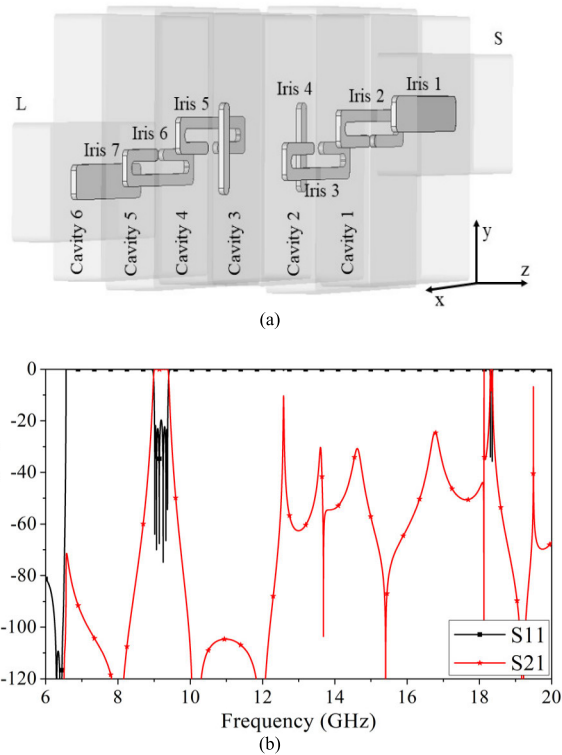 S
L
Iris 1
Iris 2
Iris 4
Iris 5
Iris 6
Iris 7
Iris 3
Cavity 6
Cavity 5
Cavity 4
Cavity 3
Cavity 2
Cavity 1
y
z
x
(a)
0
-20
-40
-60
-80
-100
-120
S11
S21
6 8 10 12 14 16 18 20
Frequency (GHz)
(b)